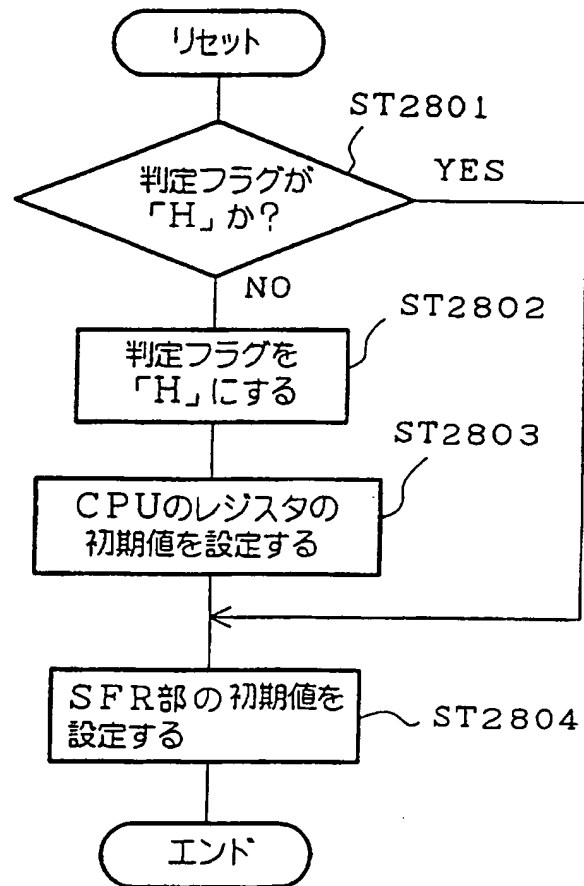 リセット
ST2801
判定フラグが
「H」か?
YES
NO
ST2802
判定フラグを
「H」にする
ST2803
CPUのレジスタの
初期値を設定する
SFR部の初期値を
設定する
ST2804
エンド